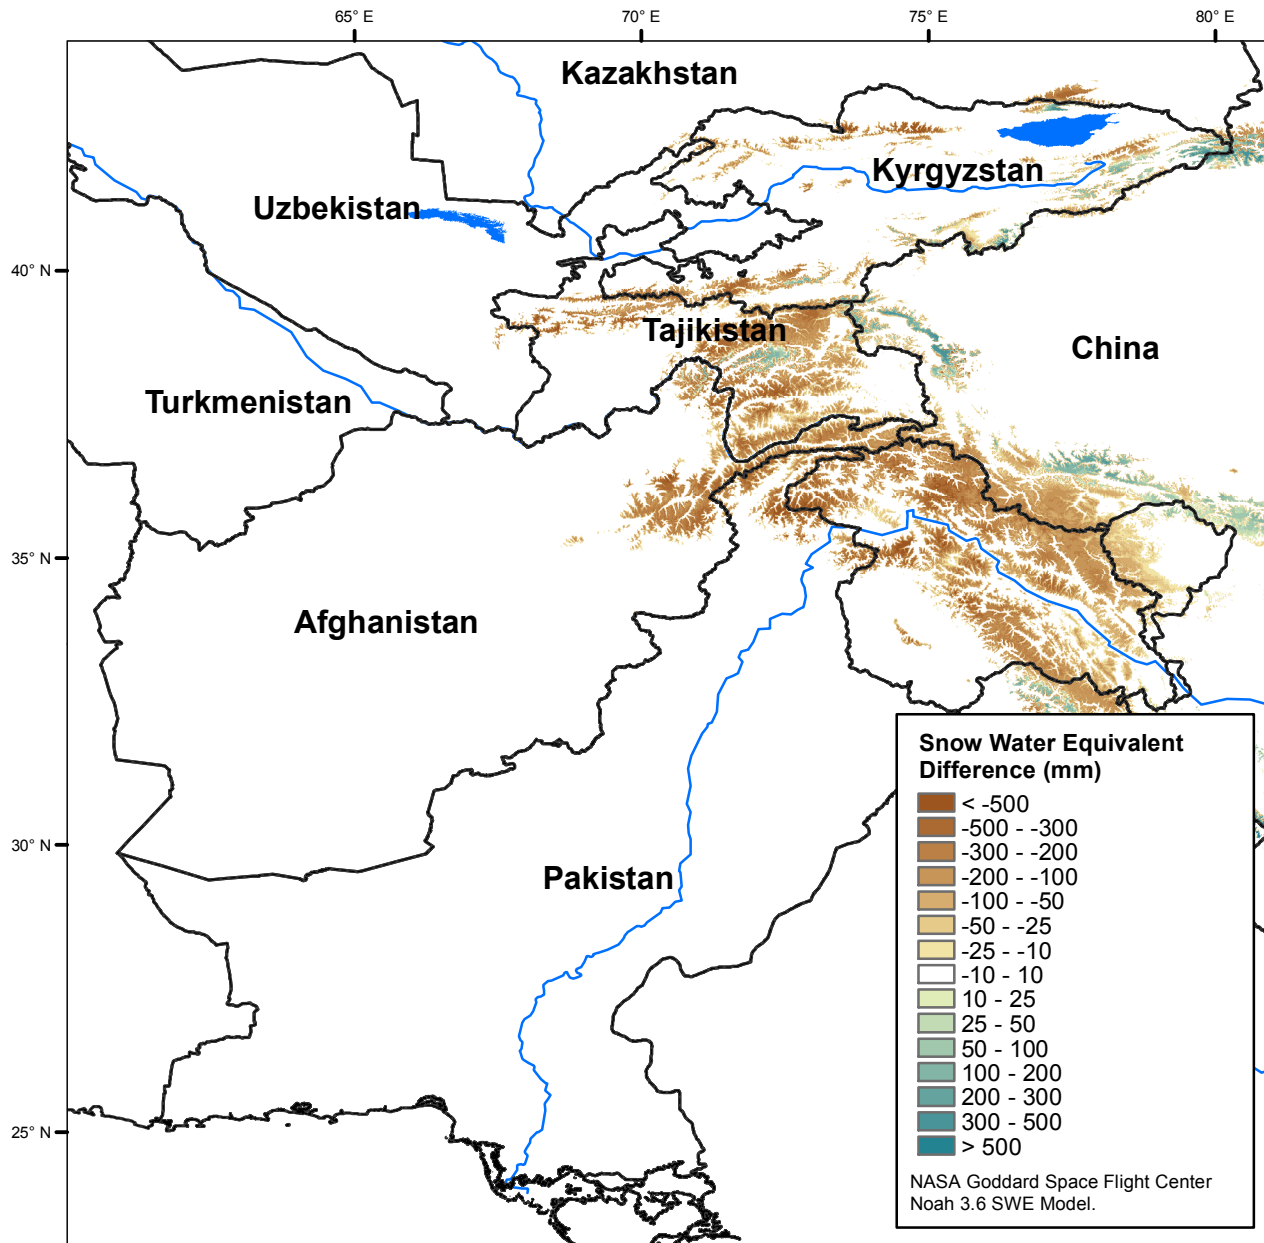 65° E 70° E 75° E 80° E
Kazakhstan
Kyrgyzstan
Uzbekistan
40° N
Tajikistan
China
Turkmenistan
35° N
Afghanistan
Snow Water Equivalent
Difference (mm)
< -500
-500 - -300
-300 - -200
-200 - -100
-100 - -50
-50 - -25
-25 - -10
-10 - 10
10 - 25
25 - 50
50 - 100
100 - 200
200 - 300
300 - 500
> 500
NASA Goddard Space Flight Center
Noah 3.6 SWE Model.
30° N
Pakistan
25° N